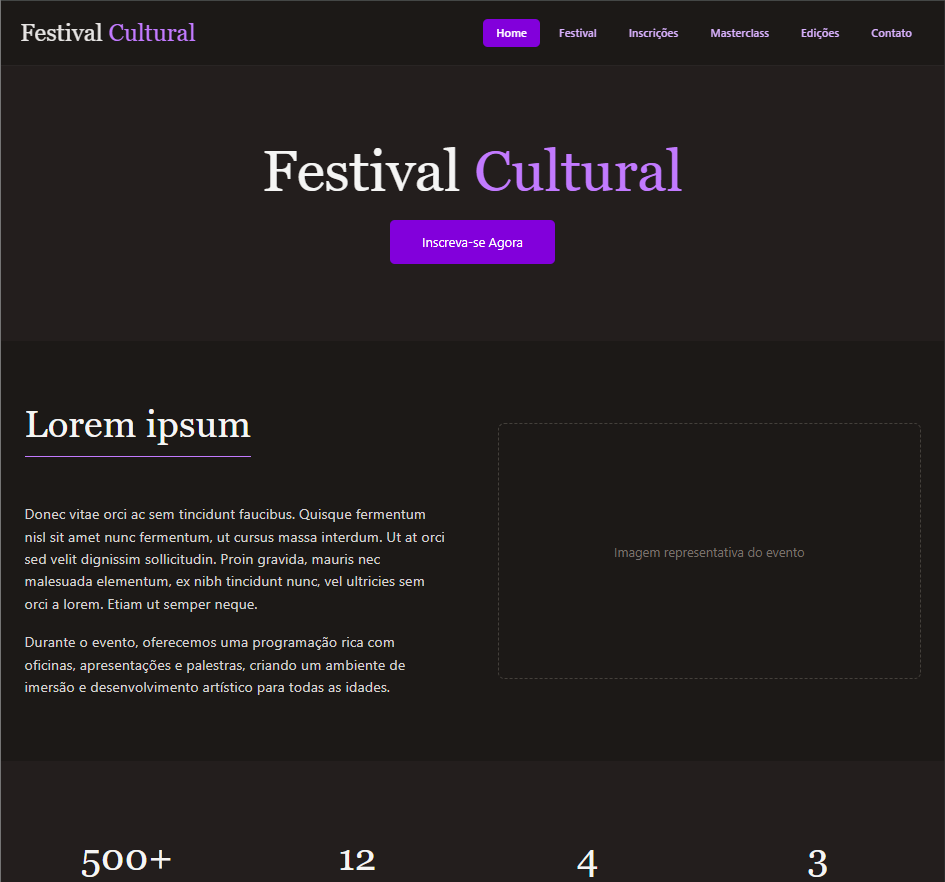 Festival Cultural
Home Festival Inscrições Masterclass Edições Contato
Festival Cultural
Inscreva-se Agora
Lorem ipsum
Donec vitae orci ac sem tincidunt faucibus. Quisque fermentum
nisl sit amet nunc fermentum, ut cursus massa interdum. Ut at orci
sed velit dignissim sollicitudin. Proin gravida, mauris nec
malesuada elementum, ex nibh tincidunt nunc, vel ultricies sem
orci a lorem. Etiam ut semper neque.
Durante o evento, oferecemos uma programação rica com
oficinas, apresentações e palestras, criando um ambiente de
imersão e desenvolvimento artístico para todas as idades.
Imagem representativa do evento
500+ 12 4 3